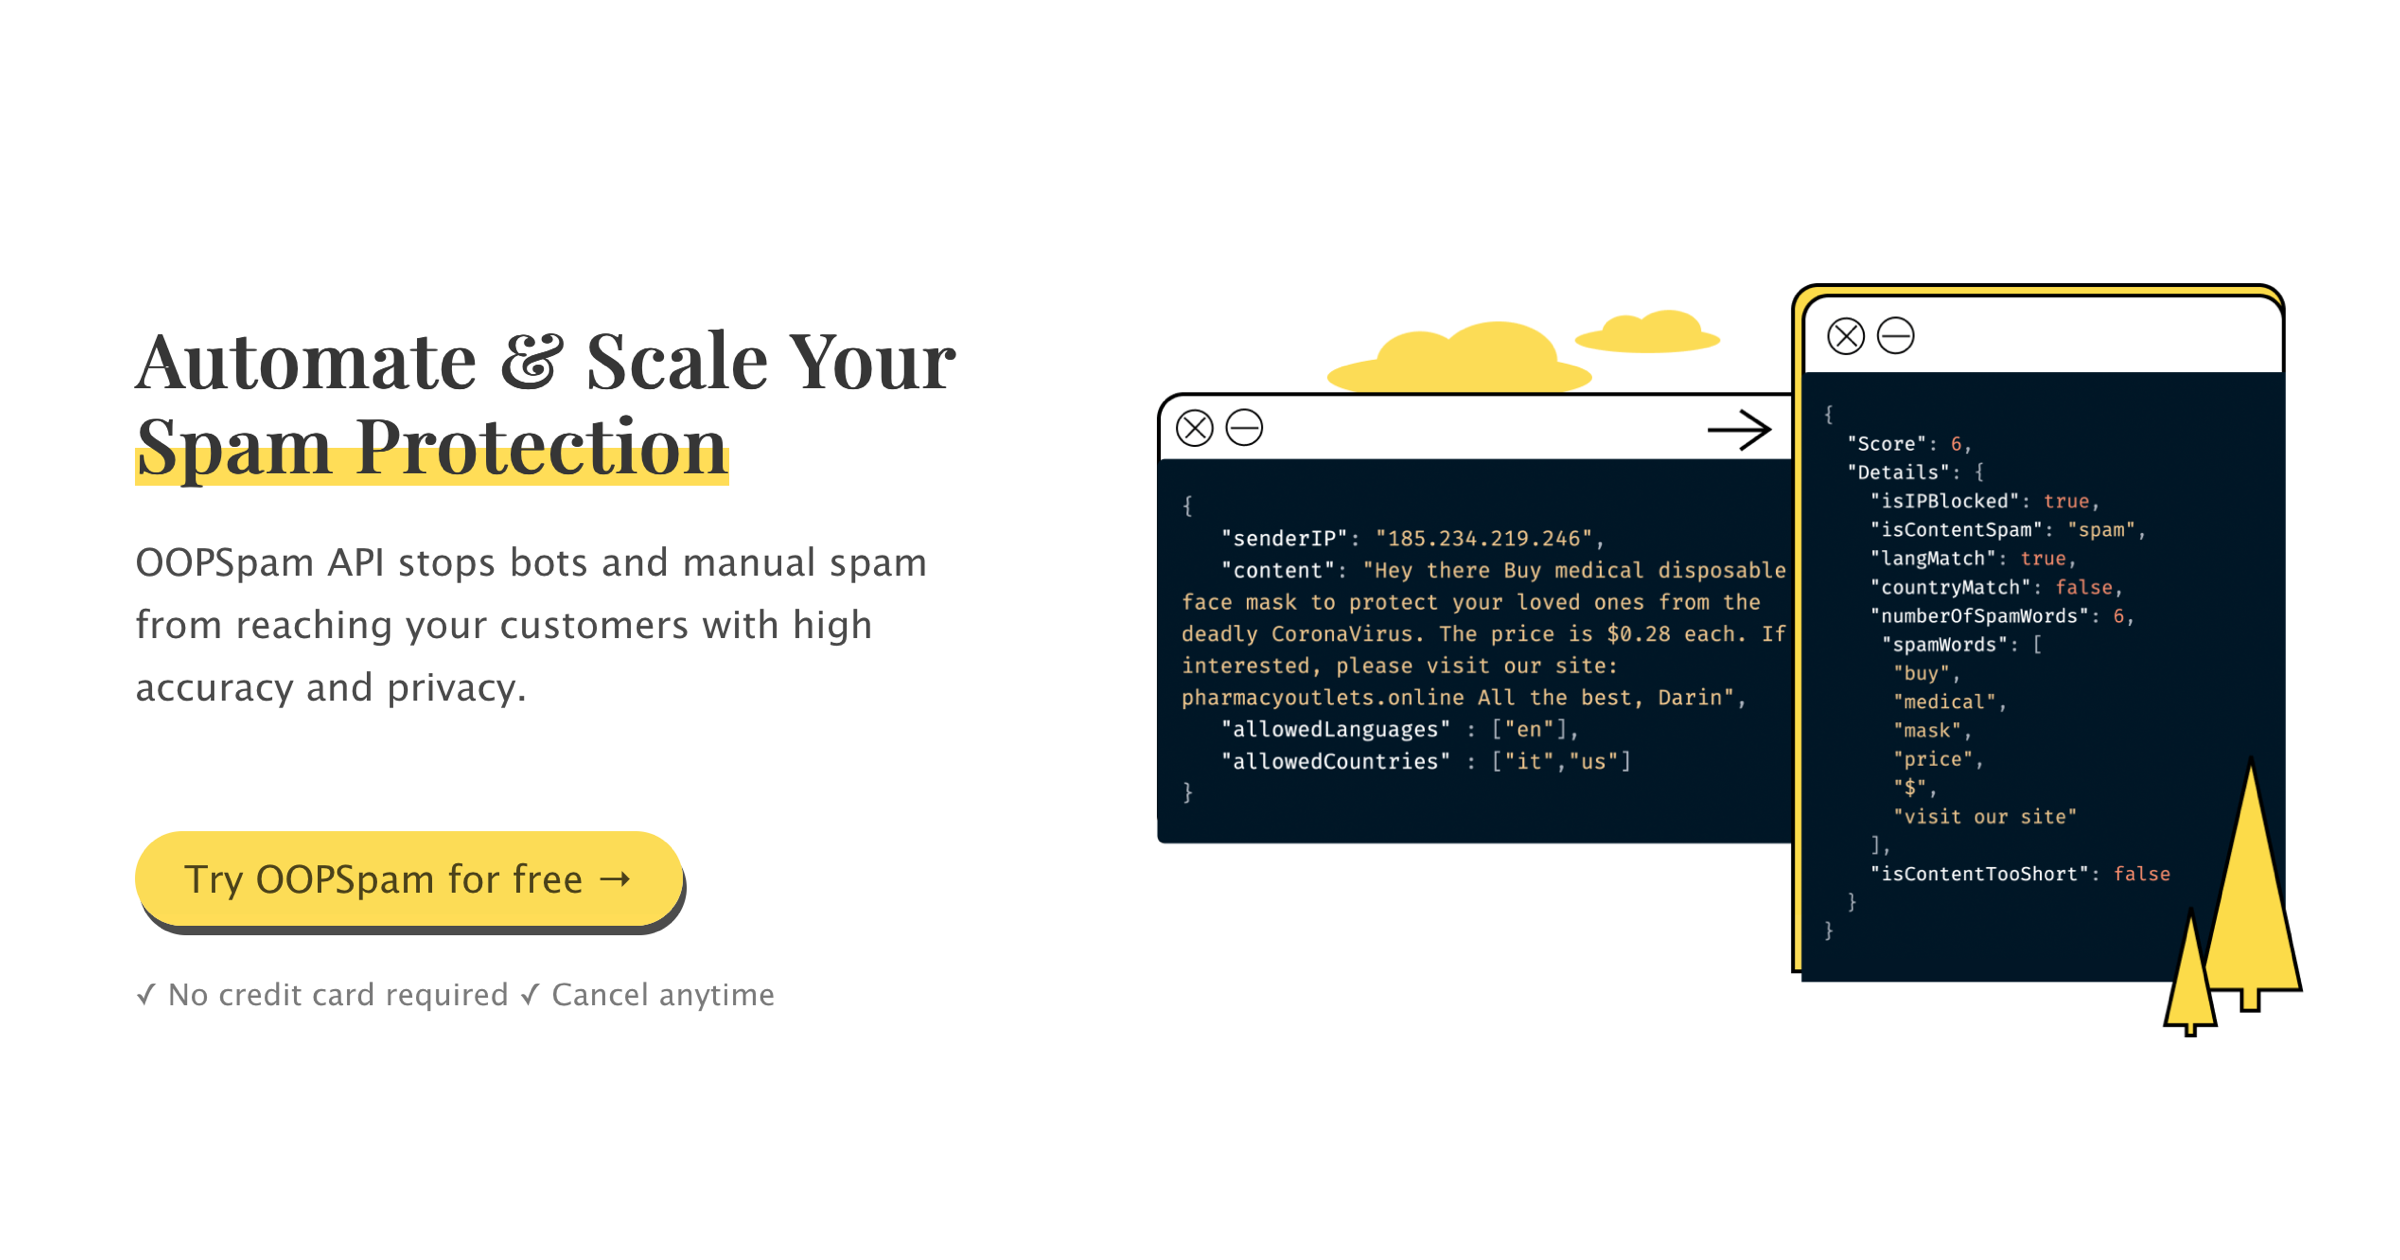 Automate & Scale Your
Spam Protection
OOPSpam API stops bots and manual spam
from reaching your customers with high
accuracy and privacy.
Try OOPSpam for free →
✓ No credit card required ✓ Cancel anytime
{
"senderIP": "185.234.219.246",
"content": "Hey there Buy medical disposable
face mask to protect your loved ones from the
deadly CoronaVirus. The price is $0.28 each. If
interested, please visit our site:
pharmacyoutlets.online All the best, Darin",
"allowedLanguages" : ["en"],
"allowedCountries" : ["it","us"]
}
{
"Score": 6,
"Details": {
"isIPBlocked": true,
"isContentSpam": "spam",
"langMatch": true,
"countryMatch": false,
"numberOfSpamWords": 6,
"spamWords": [
"buy",
"medical",
"mask",
"price",
"$",
"visit our site"
],
"isContentTooShort": false
}
}